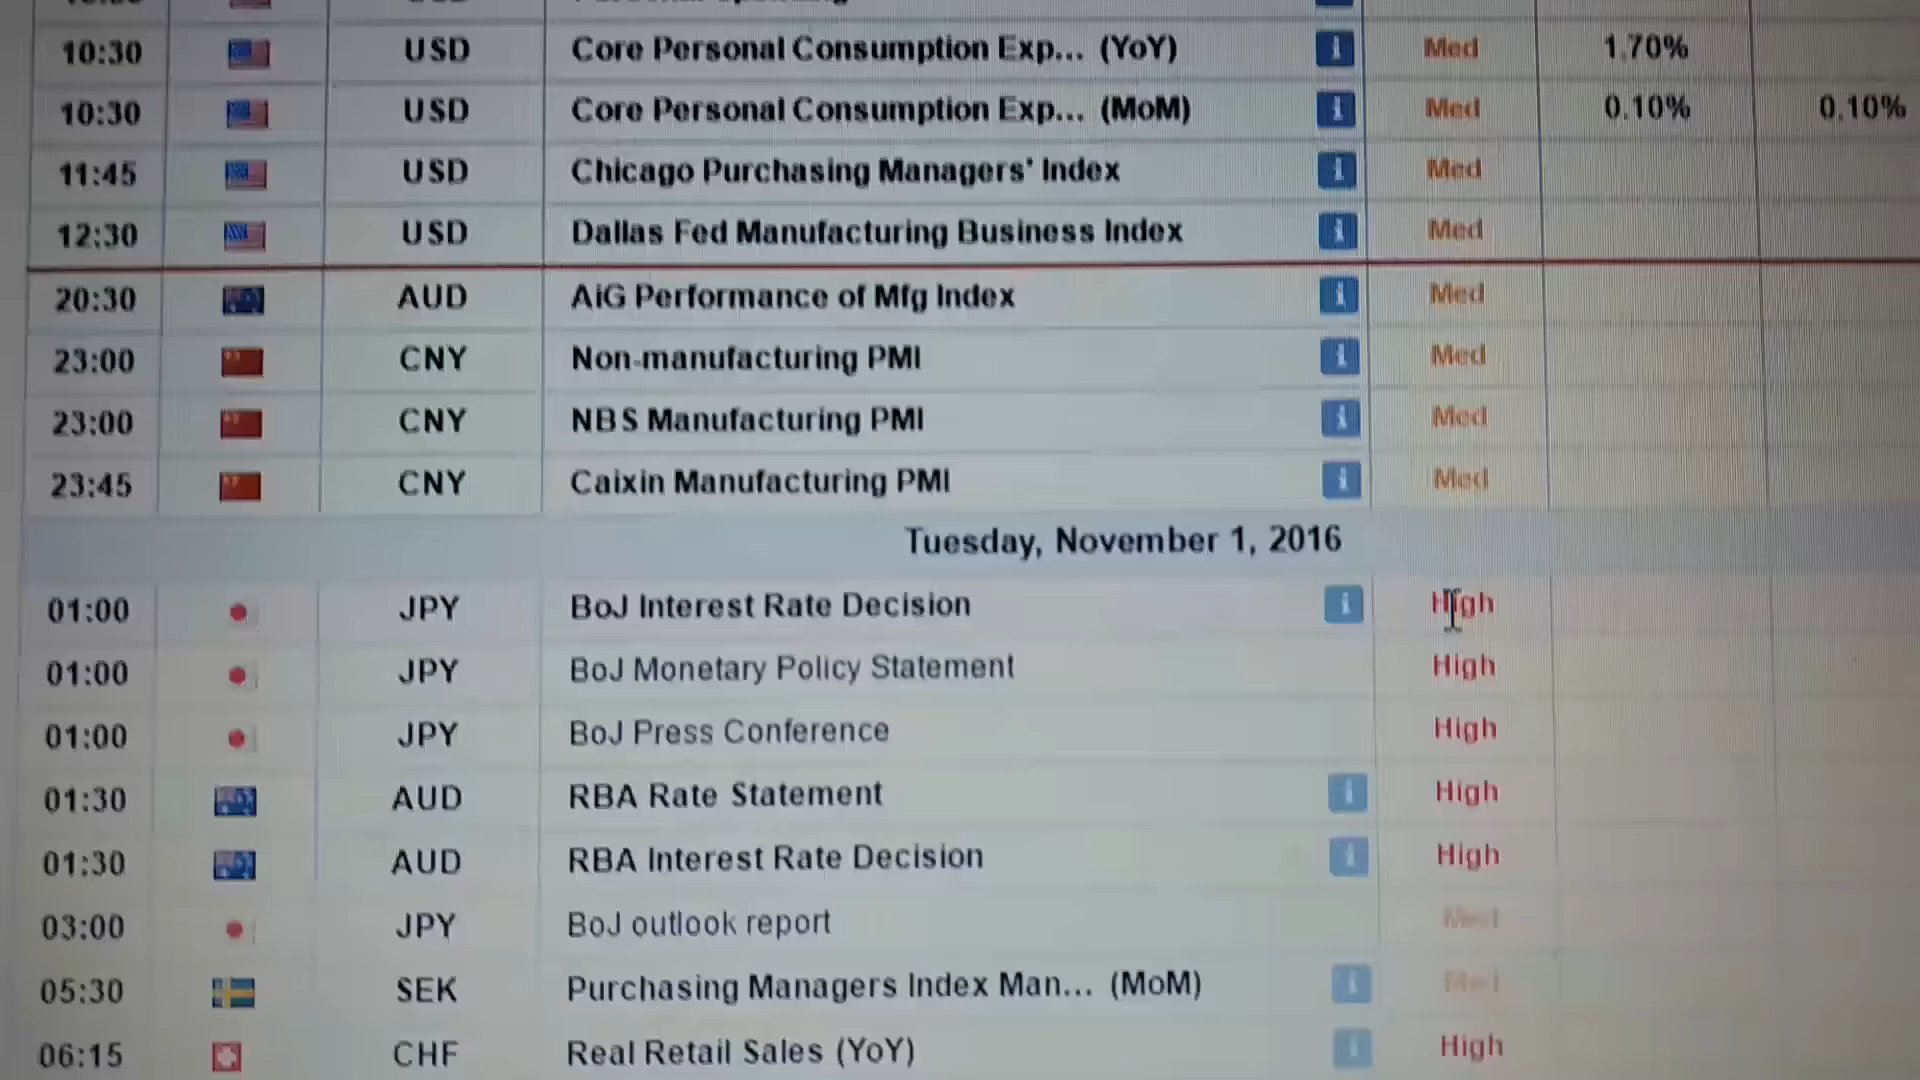 10:30 USD Core Personal Consumption Exp... (YoY) i Med 1.70%
10:30 USD Core Personal Consumption Exp... (MoM) i Med 0.10% 0.10%
11:45 USD Chicago Purchasing Managers' Index i Med
12:30 USD Dallas Fed Manufacturing Business Index i Med
20:30 AUD AiG Performance of Mfg Index i Med
23:00 CNY Non-manufacturing PMI i Med
23:00 CNY NBS Manufacturing PMI i Med
23:45 CNY Caixin Manufacturing PMI i Med
Tuesday, November 1, 2016
01:00 JPY BoJ Interest Rate Decision i High
01:00 JPY BoJ Monetary Policy Statement High
01:00 JPY BoJ Press Conference High
01:30 AUD RBA Rate Statement i High
01:30 AUD RBA Interest Rate Decision i High
03:00 JPY BoJ outlook report Med
05:30 SEK Purchasing Managers Index Man... (MoM) i Med
06:15 CHF Real Retail Sales (YoY) i High